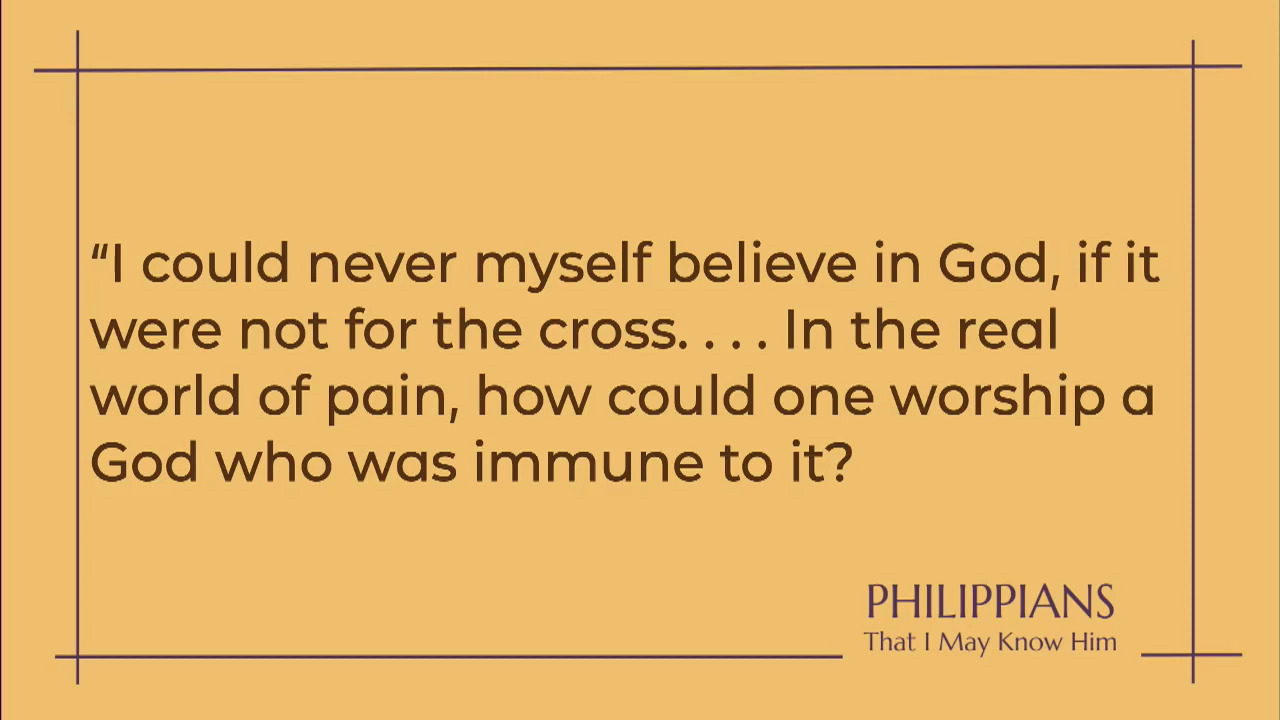 “I could never myself believe in God, if it
were not for the cross. . . . In the real
world of pain, how could one worship a
God who was immune to it?
PHILIPPIANS
That I May Know Him